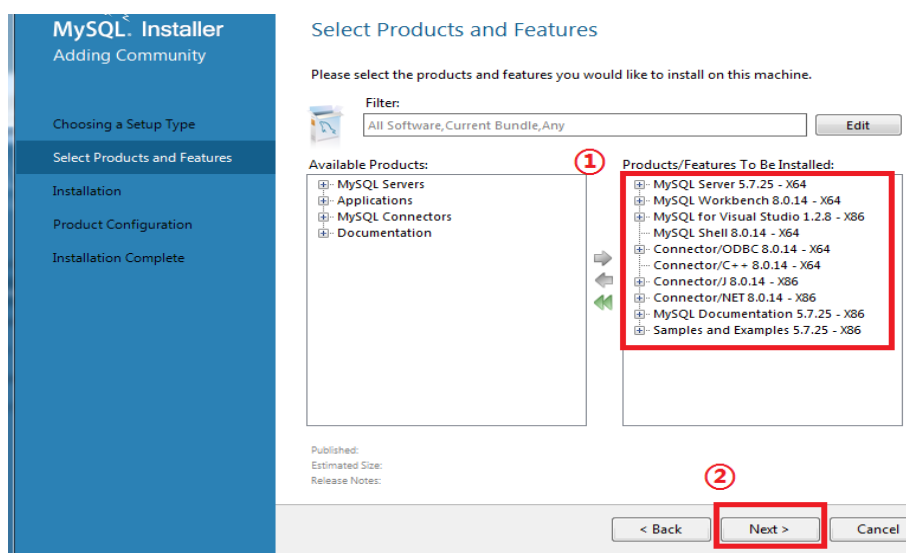 MySQL. Installer
Adding Community
Choosing a Setup Type
Select Products and Features
Installation
Product Configuration
Installation Complete
Select Products and Features
Please select the products and features you would like to install on this machine.
Filter:
All Software,Current Bundle,Any
Edit
Available Products:
MySQL Servers
Applications
MySQL Connectors
Documentation
①
Products/Features To Be Installed:
MySQL Server 5.7.25 - X64
MySQL Workbench 8.0.14 - X64
MySQL for Visual Studio 1.2.8 - X86
MySQL Shell 8.0.14 - X64
Connector/ODBC 8.0.14 - X64
Connector/C++ 8.0.14 - X64
Connector/J 8.0.14 - X86
Connector/NET 8.0.14 - X86
MySQL Documentation 5.7.25 - X86
Samples and Examples 5.7.25 - X86
Published:
Estimated Size:
Release Notes:
②
< Back
Next >
Cancel